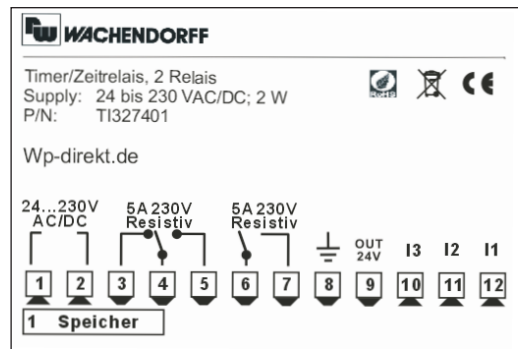 WACHENDORFF
Timer/Zeitrelais, 2 Relais
Supply: 24 bis 230 VAC/DC; 2 W
P/N: TI327401
RoHS
CE
Wp-direkt.de
24...230V
AC/DC
5A 230V
Resistiv
5A 230V
Resistiv
OUT
24V
I3 I2 I1
1 2 3 4 5 6 7 8 9 10 11 12
1 Speicher